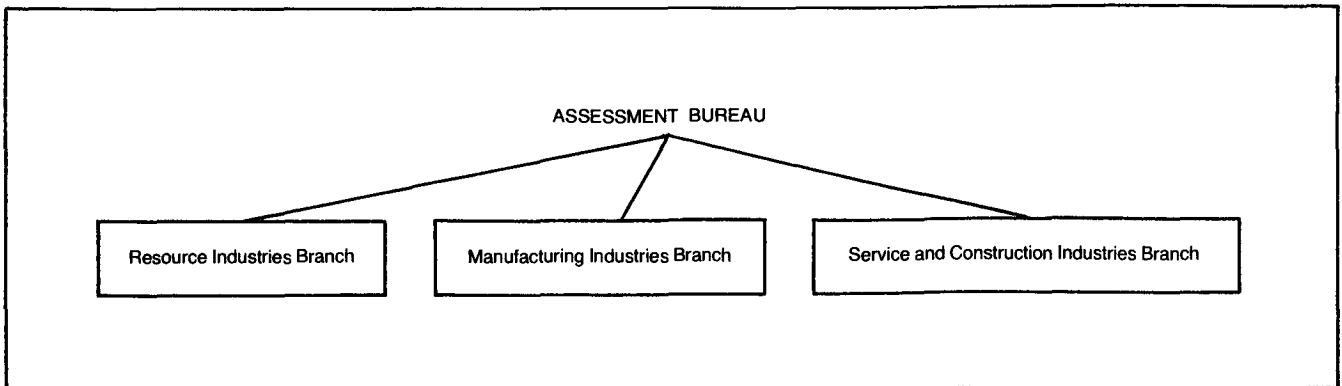 ASSESSMENT BUREAU
Resource Industries Branch
Manufacturing Industries Branch
Service and Construction Industries Branch